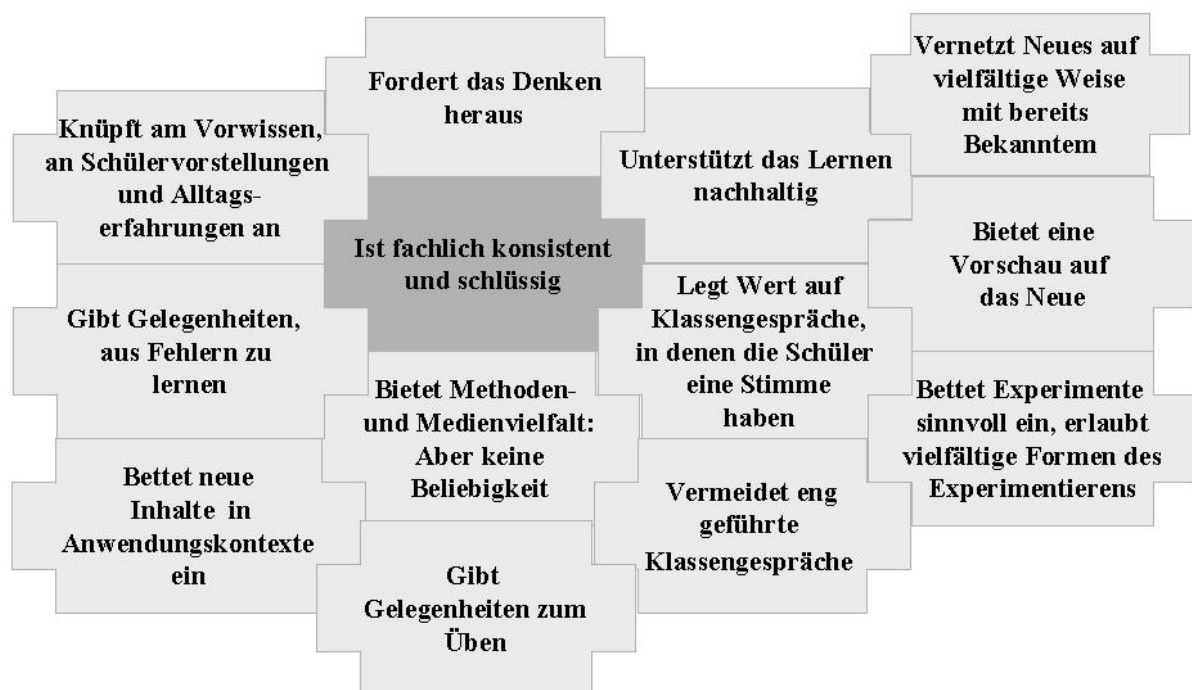 Fordert das Denken
heraus
Vernetzt Neues auf
vielfältige Weise
mit bereits
Bekanntem
Knüpft am Vorwissen,
an Schülervorstellungen
und Alltags-
erfahrungen an
Unterstützt das Lernen
nachhaltig
Ist fachlich konsistent
und schlüssig
Bietet eine
Vorschau auf
das Neue
Gibt Gelegenheiten,
aus Fehlern zu
lernen
Legt Wert auf
Klassengespräche,
in denen die Schüler
eine Stimme
haben
Bietet Methoden-
und Medienvielfalt:
Aber keine
Beliebigkeit
Bettet Experimente
sinnvoll ein, erlaubt
vielfältige Formen des
Experimentierens
Bettet neue
Inhalte in
Anwendungskontexte
ein
Vermeidet eng
geführte
Klassengespräche
Gibt
Gelegenheiten zum
Üben